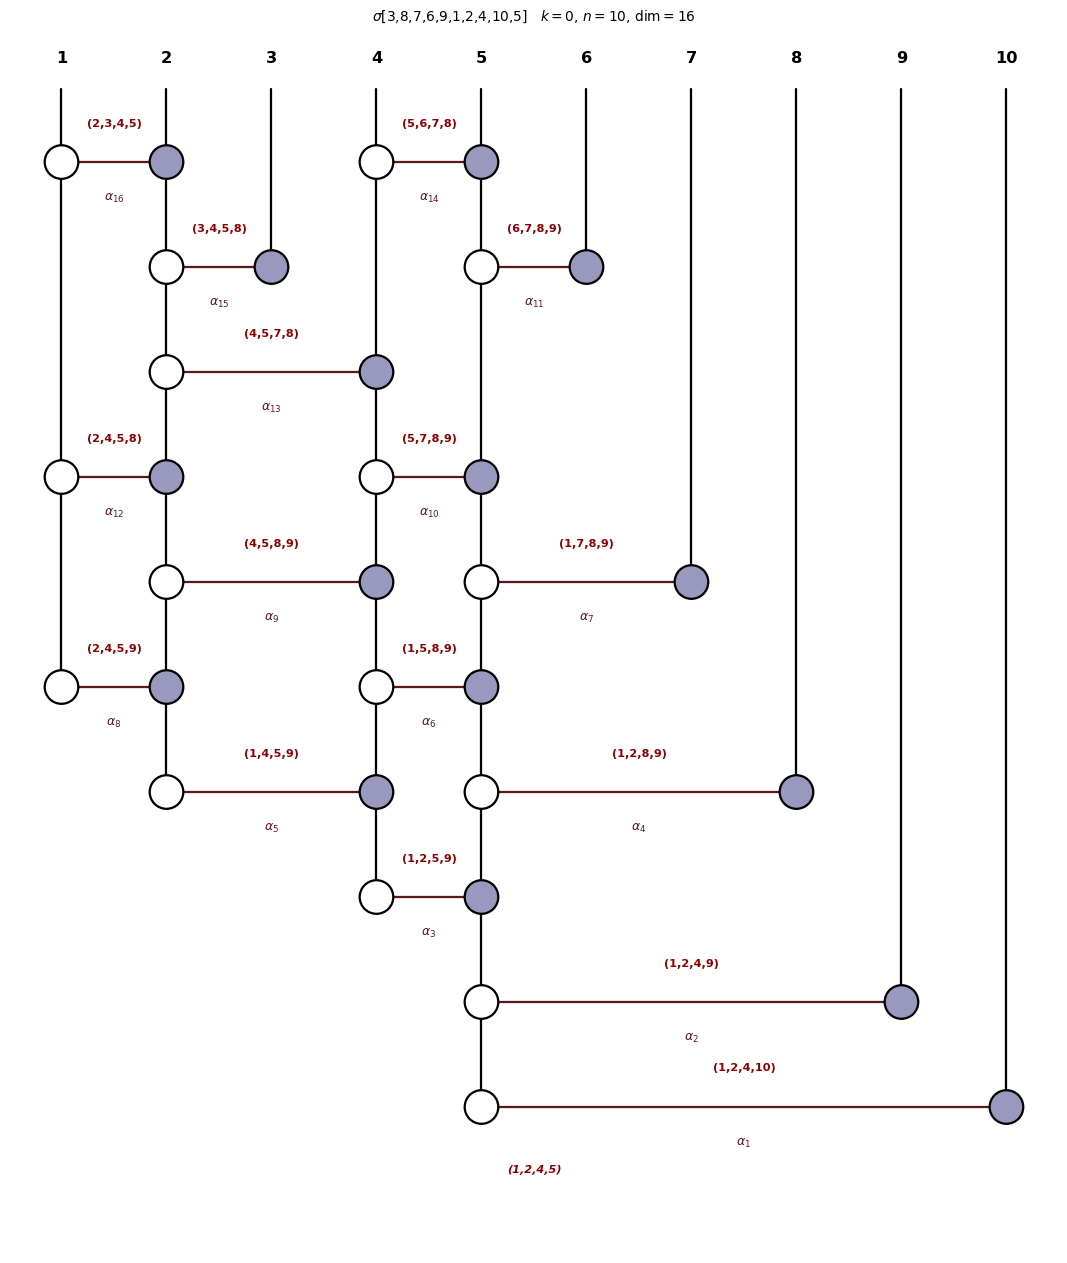 σ[3,8,7,6,9,1,2,4,10,5]   k=0, n=10, dim=16
1 2 3 4 5 6 7 8 9 10
(2,3,4,5) (5,6,7,8)
α₁₆ α₁₄
(3,4,5,8) (6,7,8,9)
α₁₅ α₁₁
(4,5,7,8)
α₁₃
(2,4,5,8) (5,7,8,9)
α₁₂ α₁₀
(4,5,8,9) (1,7,8,9)
α₉ α₇
(2,4,5,9) (1,5,8,9)
α₈ α₆
(1,4,5,9) (1,2,8,9)
α₅ α₄
(1,2,5,9)
α₃
(1,2,4,9)
α₂
(1,2,4,10)
α₁
(1,2,4,5)